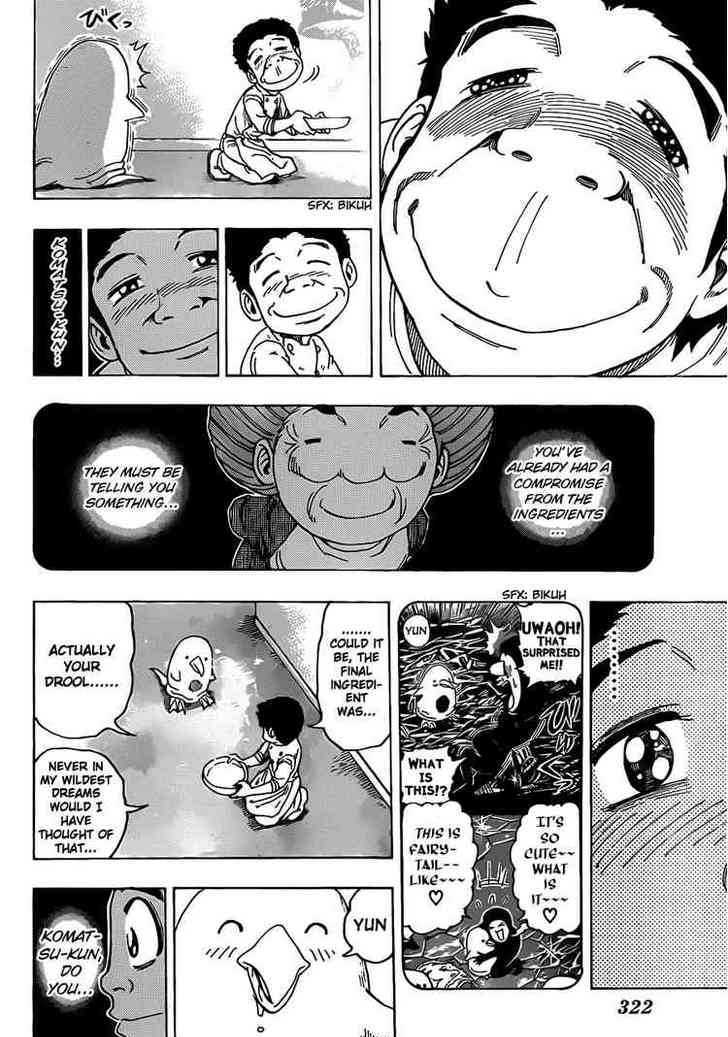 びくっ
SFX: BIKUH
KOMATSU-KUN...
YOU'VE
ALREADY HAD A
COMPROMISE
FROM THE
INGREDIENTS
...
THEY MUST BE
TELLING YOU
SOMETHING...
SFX: BIKUH
..........
UWAOH!
THAT
SURPRISED
ME!!
YUN
WHAT
IS
THIS!?
IT'S
SO
CUTE~~
WHAT
IS
IT~~~
♡
THIS IS
FAIRY-
TAIL--
LIKE~~~
♡
.......
COULD IT
BE, THE
FINAL
INGREDI-
ENT
WAS...
ACTUALLY
YOUR
DROOL......
NEVER IN
MY WILDEST
DREAMS
WOULD I
HAVE
THOUGHT OF
THAT...
YUN
KOMAT-
SU-KUN,
DO
YOU...
322